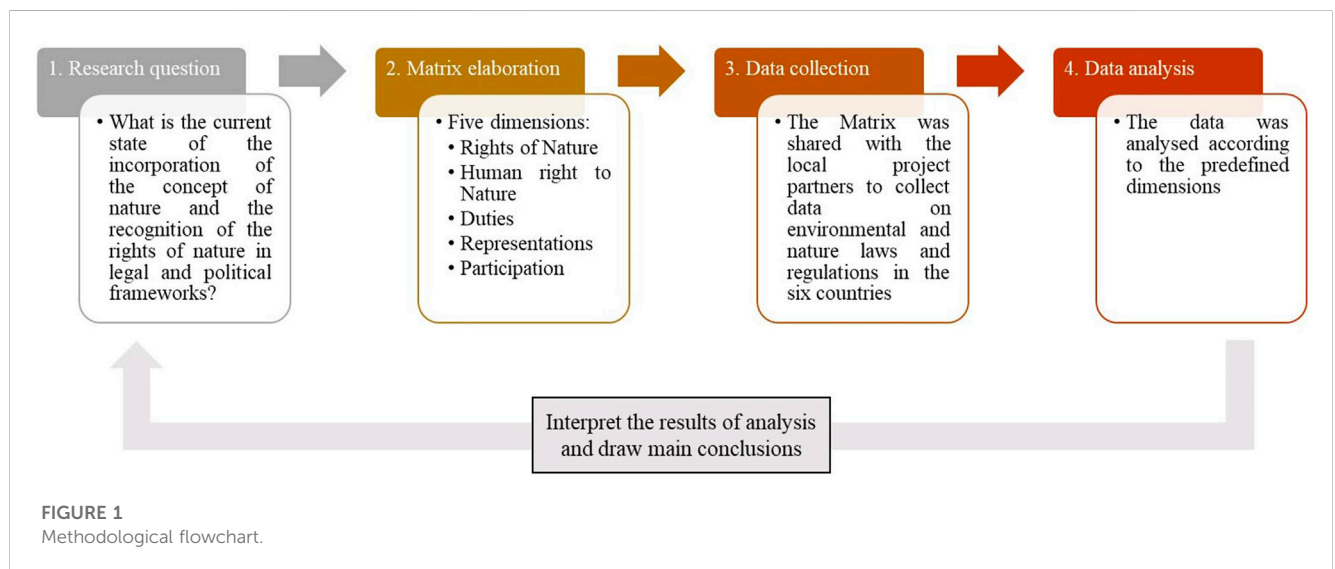 1. Research question
• What is the current
state of the
incorporation of
the concept of
nature and the
recognition of the
rights of nature in
legal and political
frameworks?
2. Matrix elaboration
• Five dimensions:
• Rights of Nature
• Human right to
Nature
• Duties
• Representations
• Participation
3. Data collection
• The Matrix was
shared with the
local project
partners to collect
data on
environmental and
nature laws and
regulations in the
six countries
4. Data analysis
• The data was
analysed according
to the predefined
dimensions
Interpret the results of analysis
and draw main conclusions
FIGURE 1
Methodological flowchart.